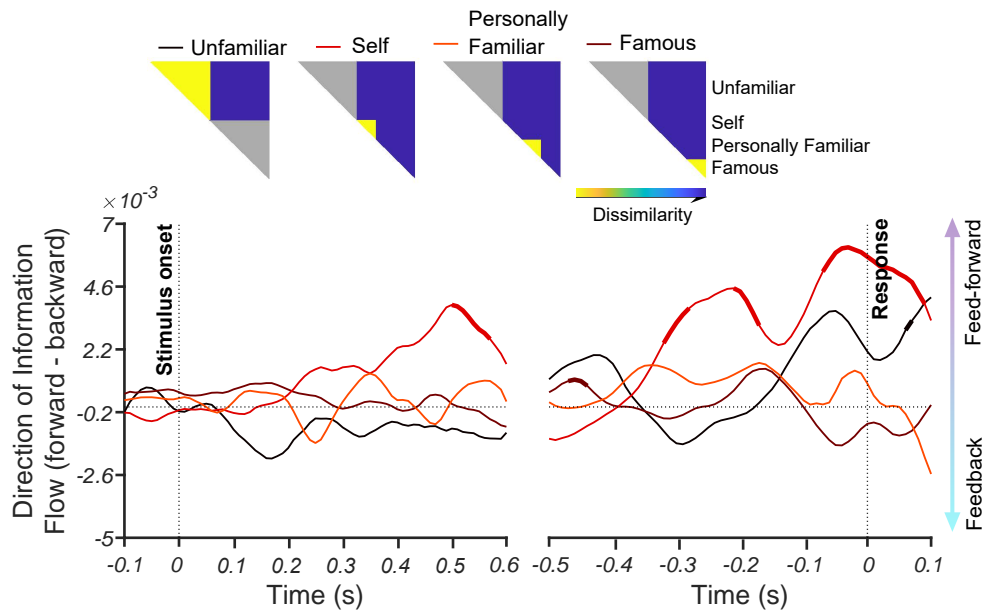 Personally
Unfamiliar Self Familiar Famous
Unfamiliar
Self
Personally Familiar
Famous
Dissimilarity
×10⁻³
7
4.6
2.2
-0.2
-2.6
-5
Direction of Information
Flow (forward - backward)
Stimulus onset
Response
Feed-forward
Feedback
-0.1 0 0.1 0.2 0.3 0.4 0.5 0.6
Time (s)
-0.5 -0.4 -0.3 -0.2 -0.1 0 0.1
Time (s)